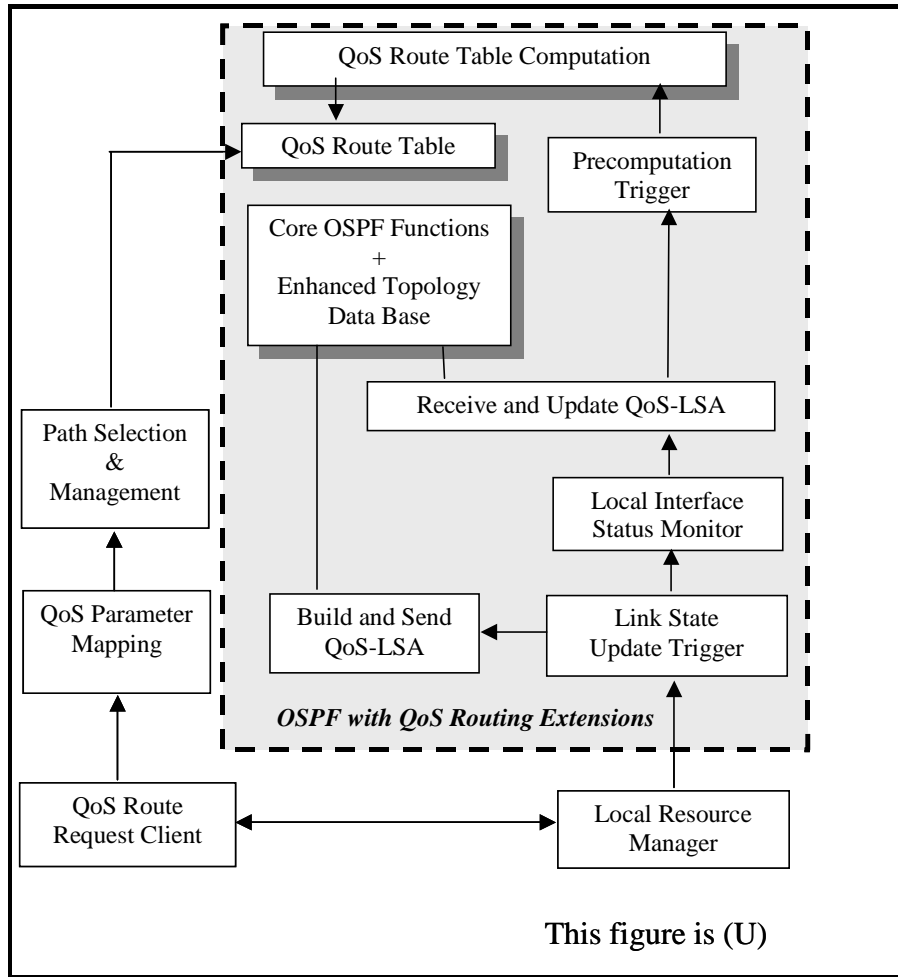 QoS Route Table Computation
QoS Route Table
Precomputation
Trigger
Core OSPF Functions
+
Enhanced Topology
Data Base
Receive and Update QoS-LSA
Path Selection
&
Management
Local Interface
Status Monitor
QoS Parameter
Mapping
Build and Send
QoS-LSA
Link State
Update Trigger
OSPF with QoS Routing Extensions
QoS Route
Request Client
Local Resource
Manager
This figure is (U)